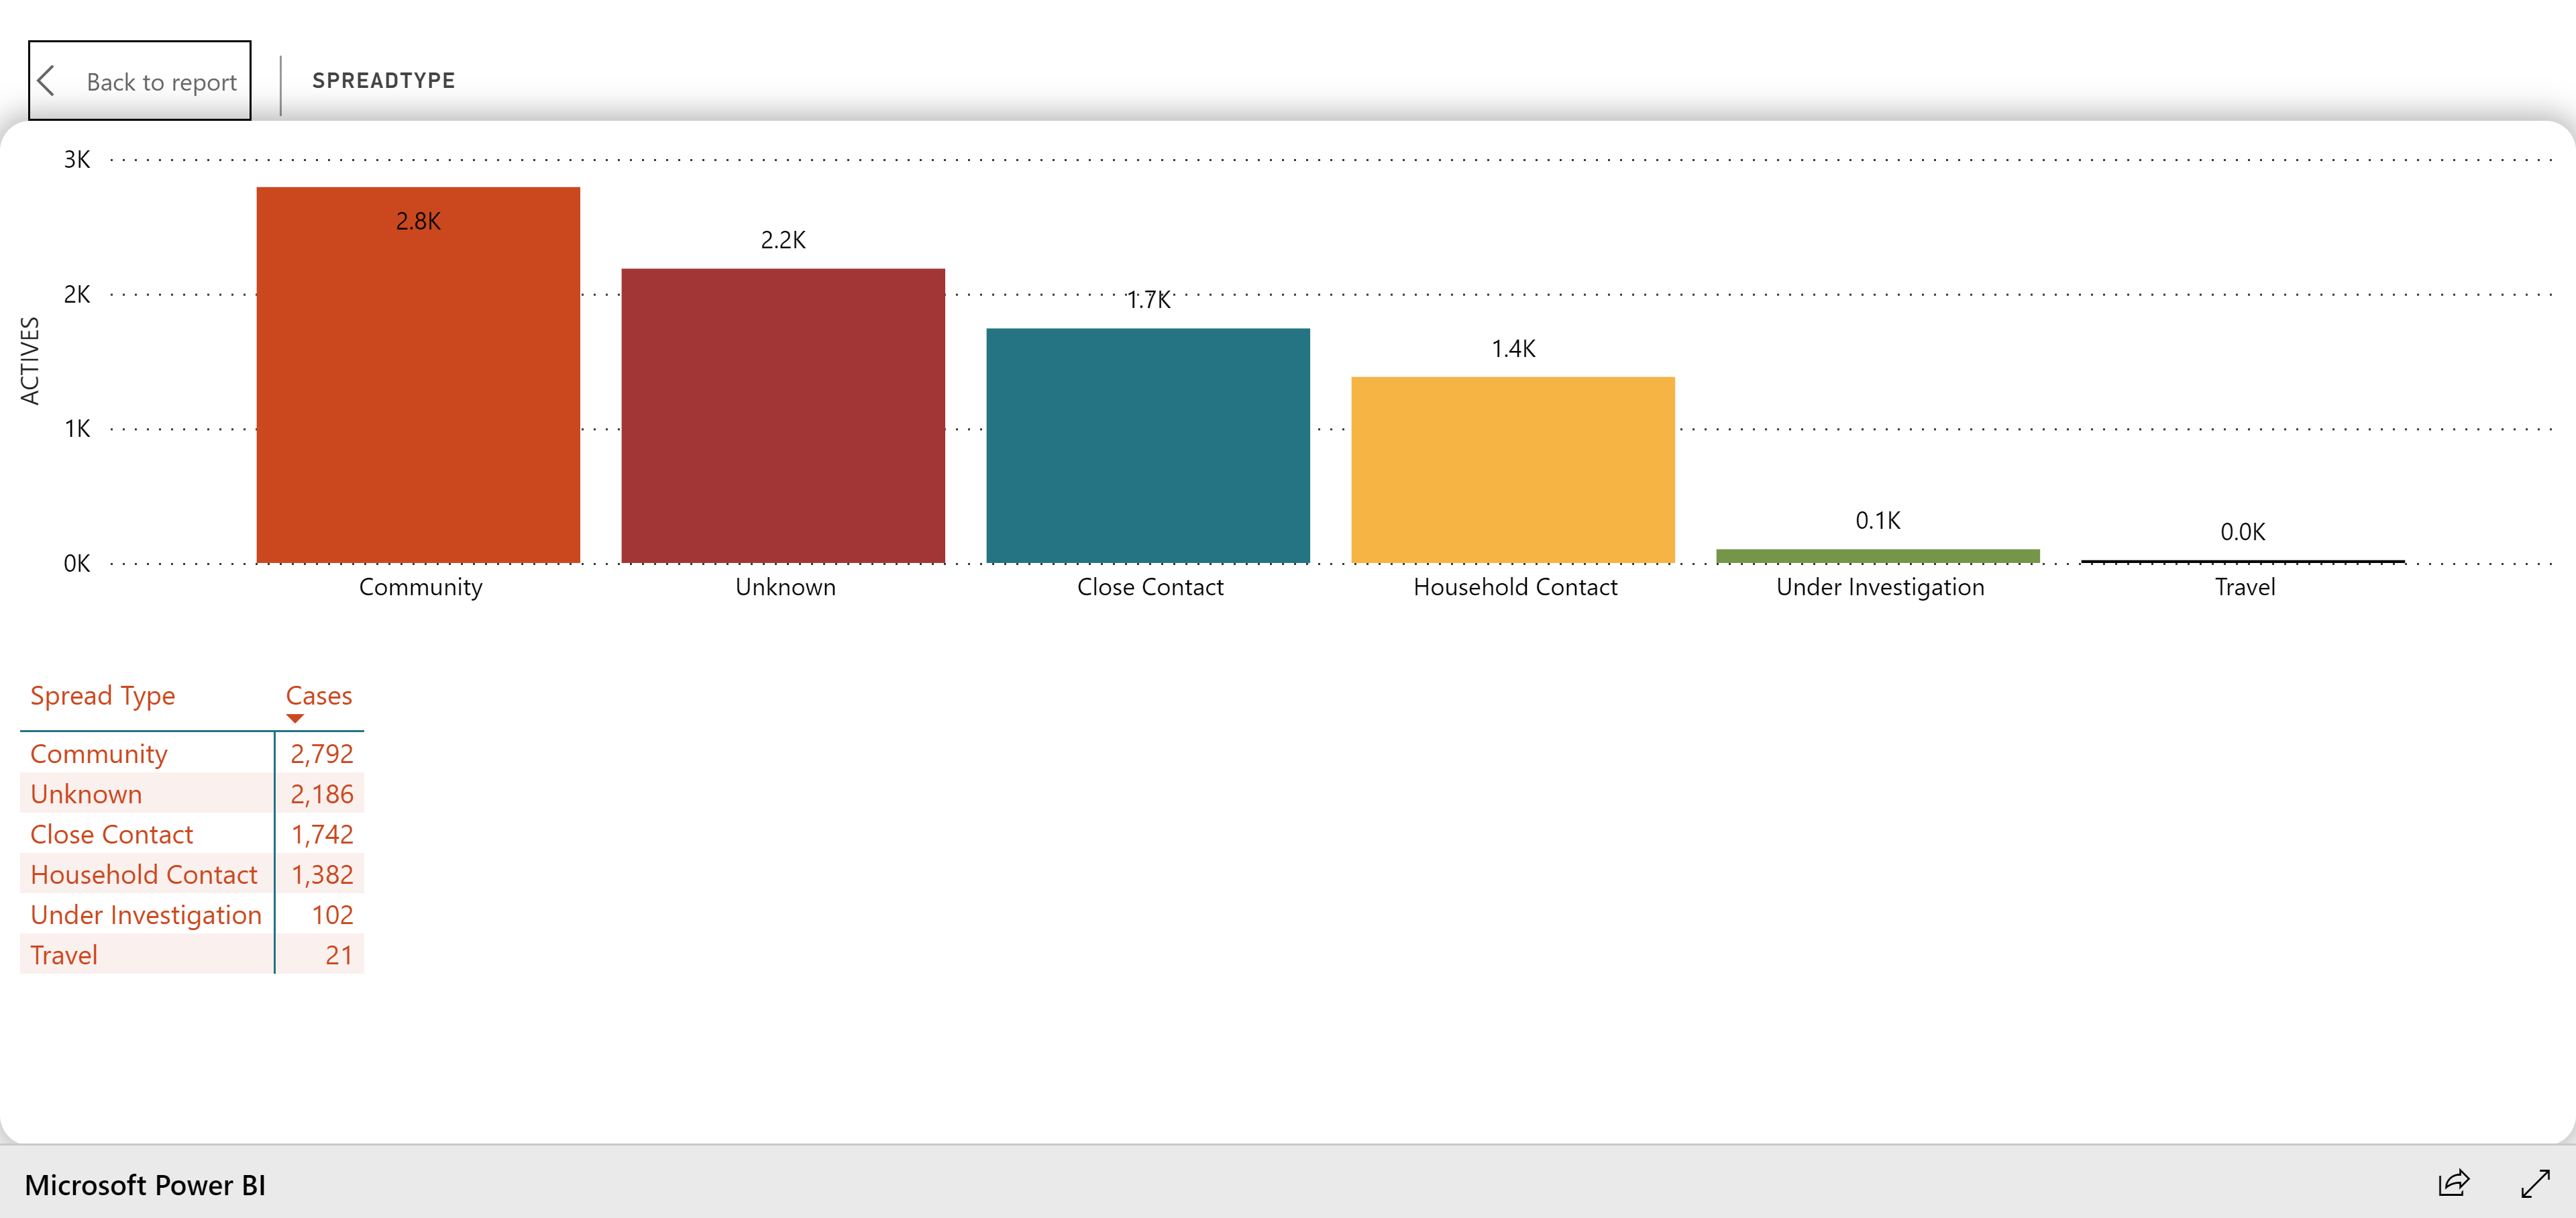 Back to report
SPREADTYPE
3K
2K
1K
0K
ACTIVES
2.8K
2.2K
1.7K
1.4K
0.1K
0.0K
Community
Unknown
Close Contact
Household Contact
Under Investigation
Travel
Spread Type Cases
Community 2,792
Unknown 2,186
Close Contact 1,742
Household Contact 1,382
Under Investigation 102
Travel 21
Microsoft Power BI